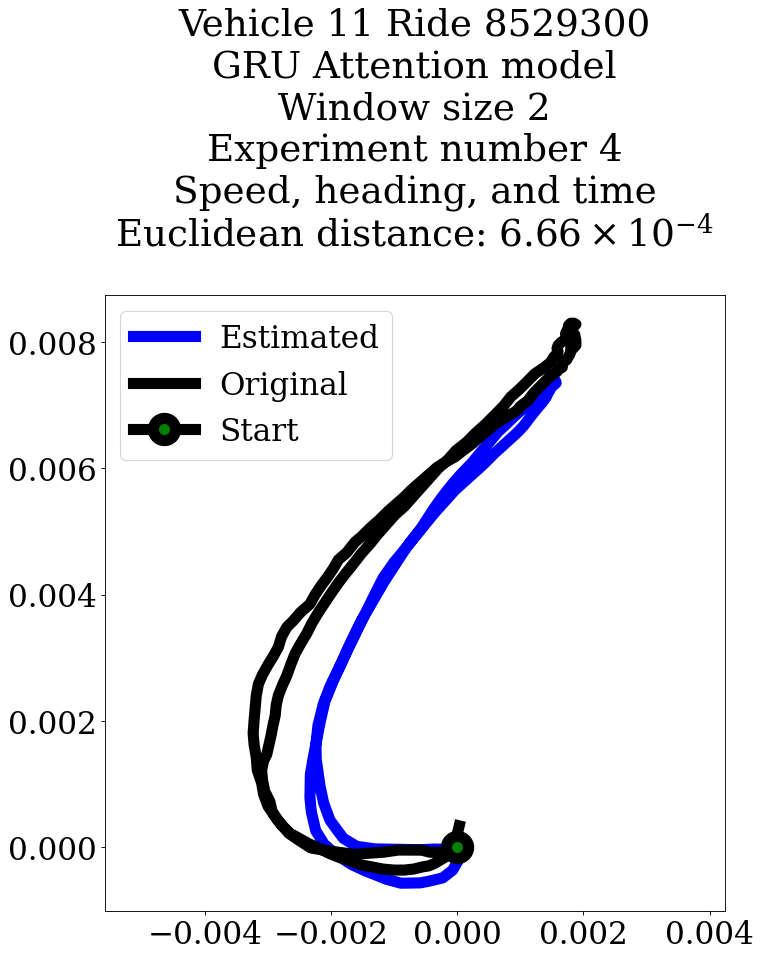 Vehicle 11 Ride 8529300
GRU Attention model
Window size 2
Experiment number 4
Speed, heading, and time
Euclidean distance: 6.66 × 10⁻⁴
Estimated
Original
Start
0.008
0.006
0.004
0.002
0.000
−0.004 −0.002 0.000 0.002 0.004